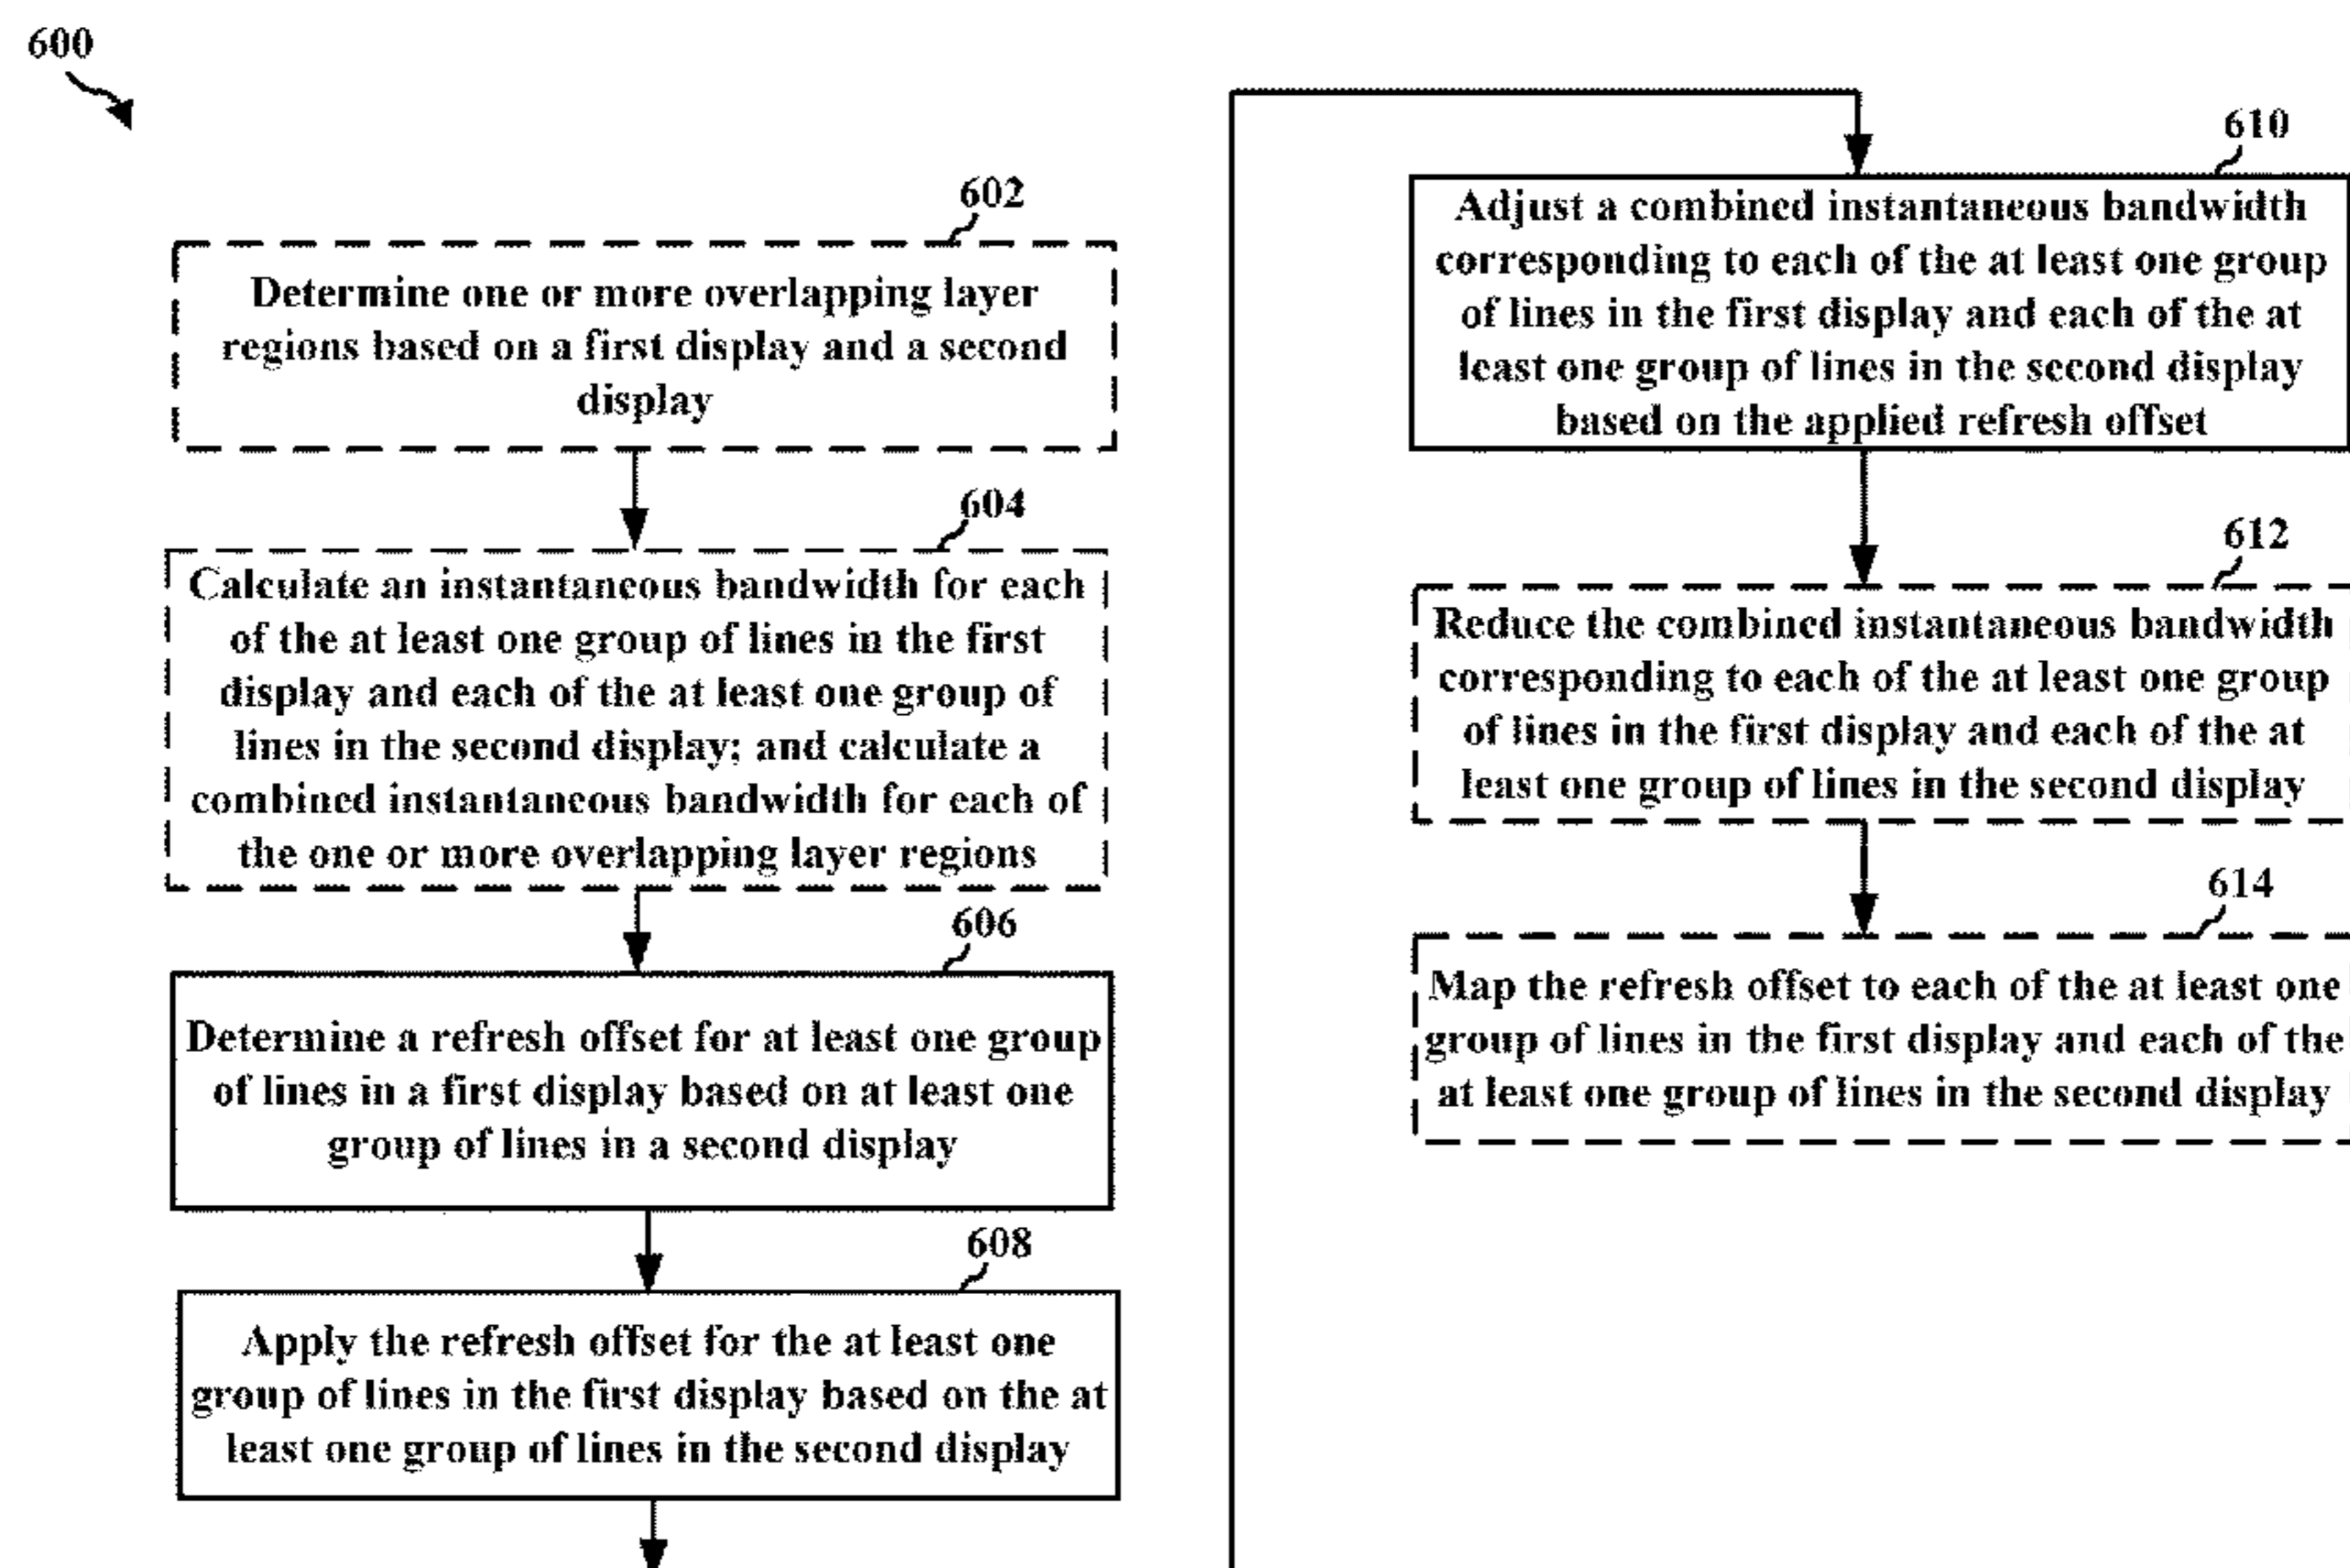 600
602
Determine one or more overlapping layer
regions based on a first display and a second
display
604
Calculate an instantaneous bandwidth for each
of the at least one group of lines in the first
display and each of the at least one group of
lines in the second display; and calculate a
combined instantaneous bandwidth for each of
the one or more overlapping layer regions
606
Determine a refresh offset for at least one group
of lines in a first display based on at least one
group of lines in a second display
608
Apply the refresh offset for the at least one
group of lines in the first display based on the at
least one group of lines in the second display
610
Adjust a combined instantaneous bandwidth
corresponding to each of the at least one group
of lines in the first display and each of the at
least one group of lines in the second display
based on the applied refresh offset
612
Reduce the combined instantaneous bandwidth
corresponding to each of the at least one group
of lines in the first display and each of the at
least one group of lines in the second display
614
Map the refresh offset to each of the at least one
group of lines in the first display and each of the
at least one group of lines in the second display